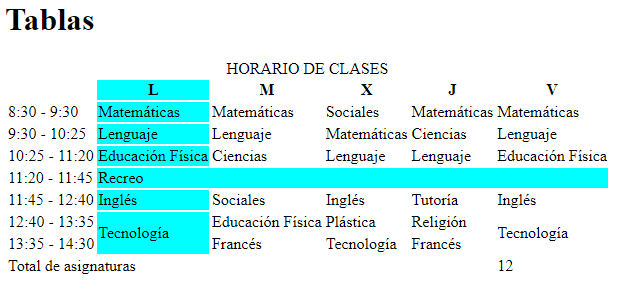 Tablas
HORARIO DE CLASES
L M X J V
8:30 - 9:30 Matemáticas Matemáticas Sociales Matemáticas Matemáticas
9:30 - 10:25 Lenguaje Lenguaje Matemáticas Ciencias Lenguaje
10:25 - 11:20 Educación Física Ciencias Lenguaje Lenguaje Educación Física
11:20 - 11:45 Recreo
11:45 - 12:40 Inglés Sociales Inglés Tutoría Inglés
12:40 - 13:35 Tecnología Educación Física Plástica Religión Tecnología
13:35 - 14:30 Francés Tecnología Francés
Total de asignaturas 12